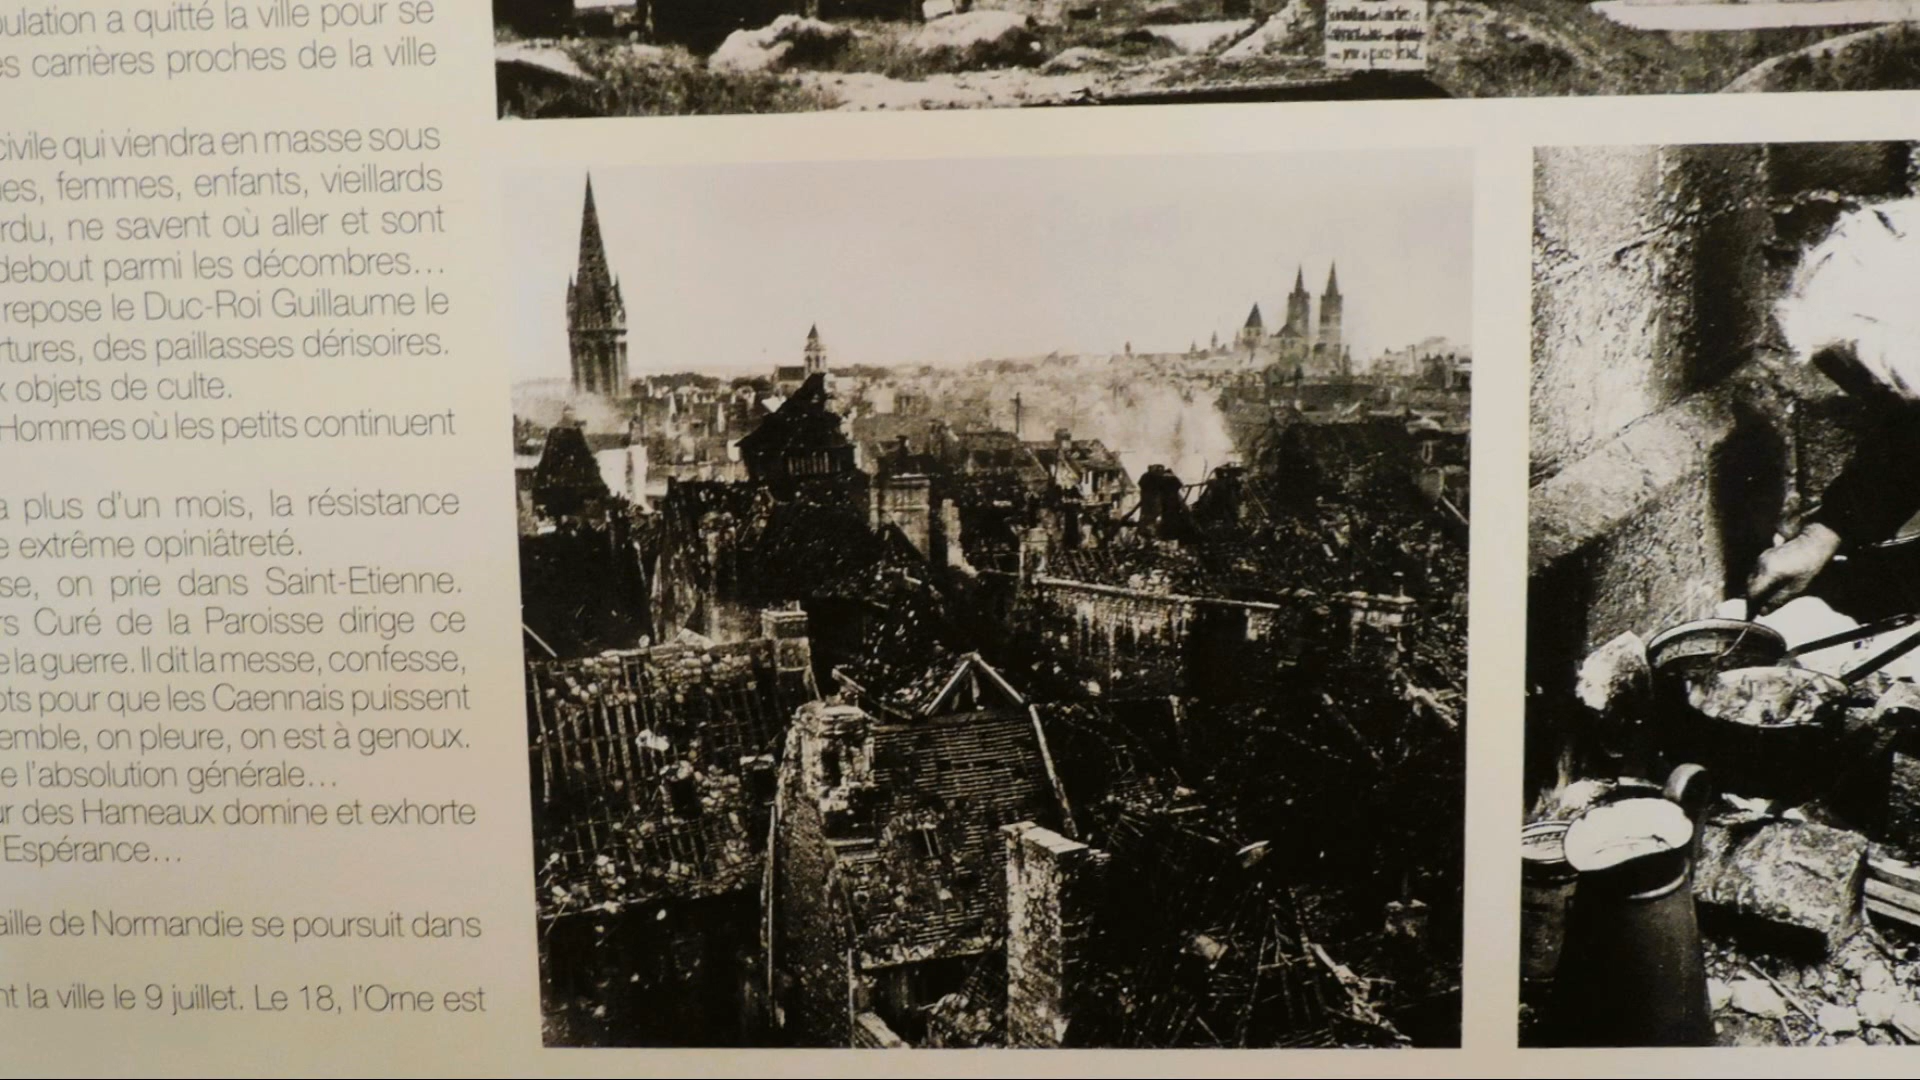 pulation a quitté la ville pour se
es carrières proches de la ville
civile qui viendra en masse sous
es, femmes, enfants, vieillards
rdu, ne savent où aller et sont
debout parmi les décombres...
repose le Duc-Roi Guillaume le
rtures, des paillasses dérisoires.
x objets de culte.
Hommes où les petits continuent
a plus d'un mois, la résistance
e extrême opiniâtreté.
se, on prie dans Saint-Etienne.
rs Curé de la Paroisse dirige ce
e la guerre. Il dit la messe, confesse,
ots pour que les Caennais puissent
emble, on pleure, on est à genoux.
e l'absolution générale...
ur des Hameaux domine et exhorte
'Espérance...
aille de Normandie se poursuit dans
nt la ville le 9 juillet. Le 18, l'Orne est